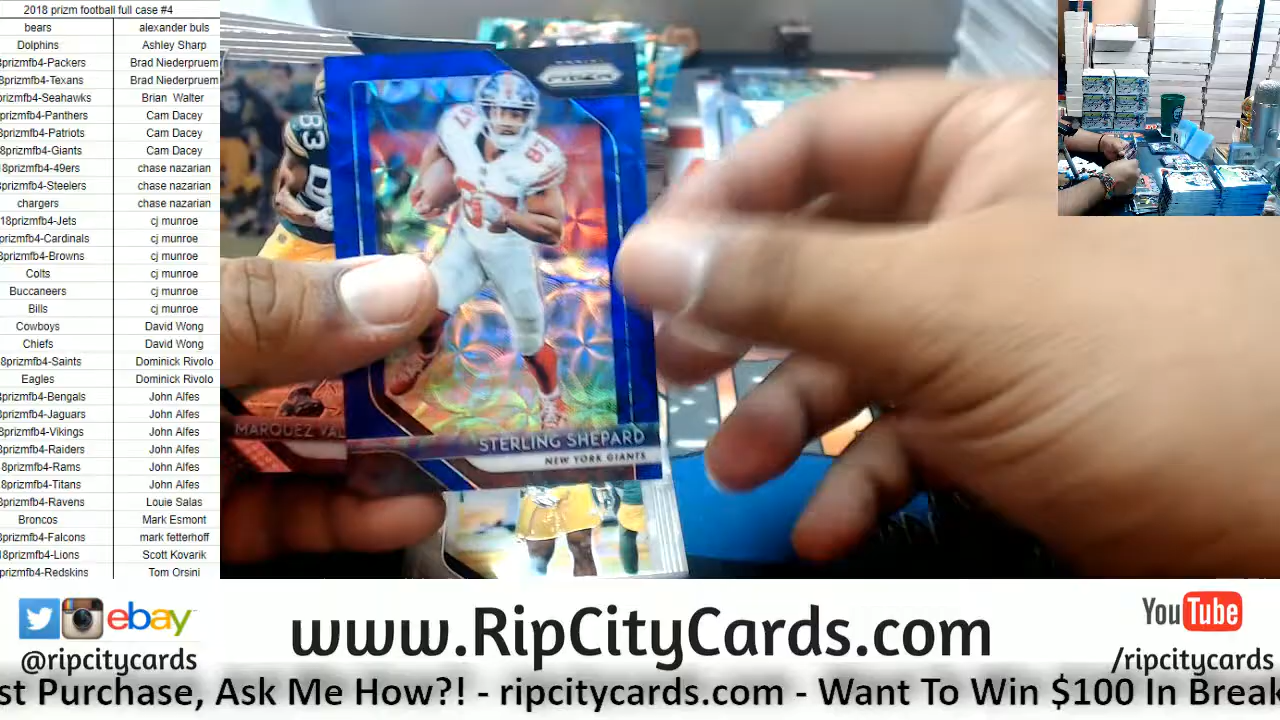 2018 prizm football full case #4
bears alexander buls
Dolphins Ashley Sharp
8prizmfb4-Packers Brad Niederpruem
8prizmfb4-Texans Brad Niederpruem
prizmfb4-Seahawks Brian Walter
prizmfb4-Panthers Cam Dacey
8prizmfb4-Patriots Cam Dacey
8prizmfb4-Giants Cam Dacey
18prizmfb4-49ers chase nazarian
8prizmfb4-Steelers chase nazarian
chargers chase nazarian
18prizmfb4-Jets cj munroe
prizmfb4-Cardinals cj munroe
8prizmfb4-Browns cj munroe
Colts cj munroe
Buccaneers cj munroe
Bills cj munroe
Cowboys David Wong
Chiefs David Wong
8prizmfb4-Saints Dominick Rivolo
Eagles Dominick Rivolo
prizmfb4-Bengals John Alfes
prizmfb4-Jaguars John Alfes
8prizmfb4-Vikings John Alfes
8prizmfb4-Raiders John Alfes
8prizmfb4-Rams John Alfes
8prizmfb4-Titans John Alfes
8prizmfb4-Ravens Louie Salas
Broncos Mark Esmont
8prizmfb4-Falcons mark fetterhoff
18prizmfb4-Lions Scott Kovarik
prizmfb4-Redskins Tom Orsini
PRIZM
83
87
MARQUEZ VAL
STERLING SHEPARD
NEW YORK GIANTS
ebay
@ripcitycards
www.RipCityCards.com
YouTube
/ripcitycards
st Purchase, Ask Me How?! - ripcitycards.com - Want To Win $100 In Break